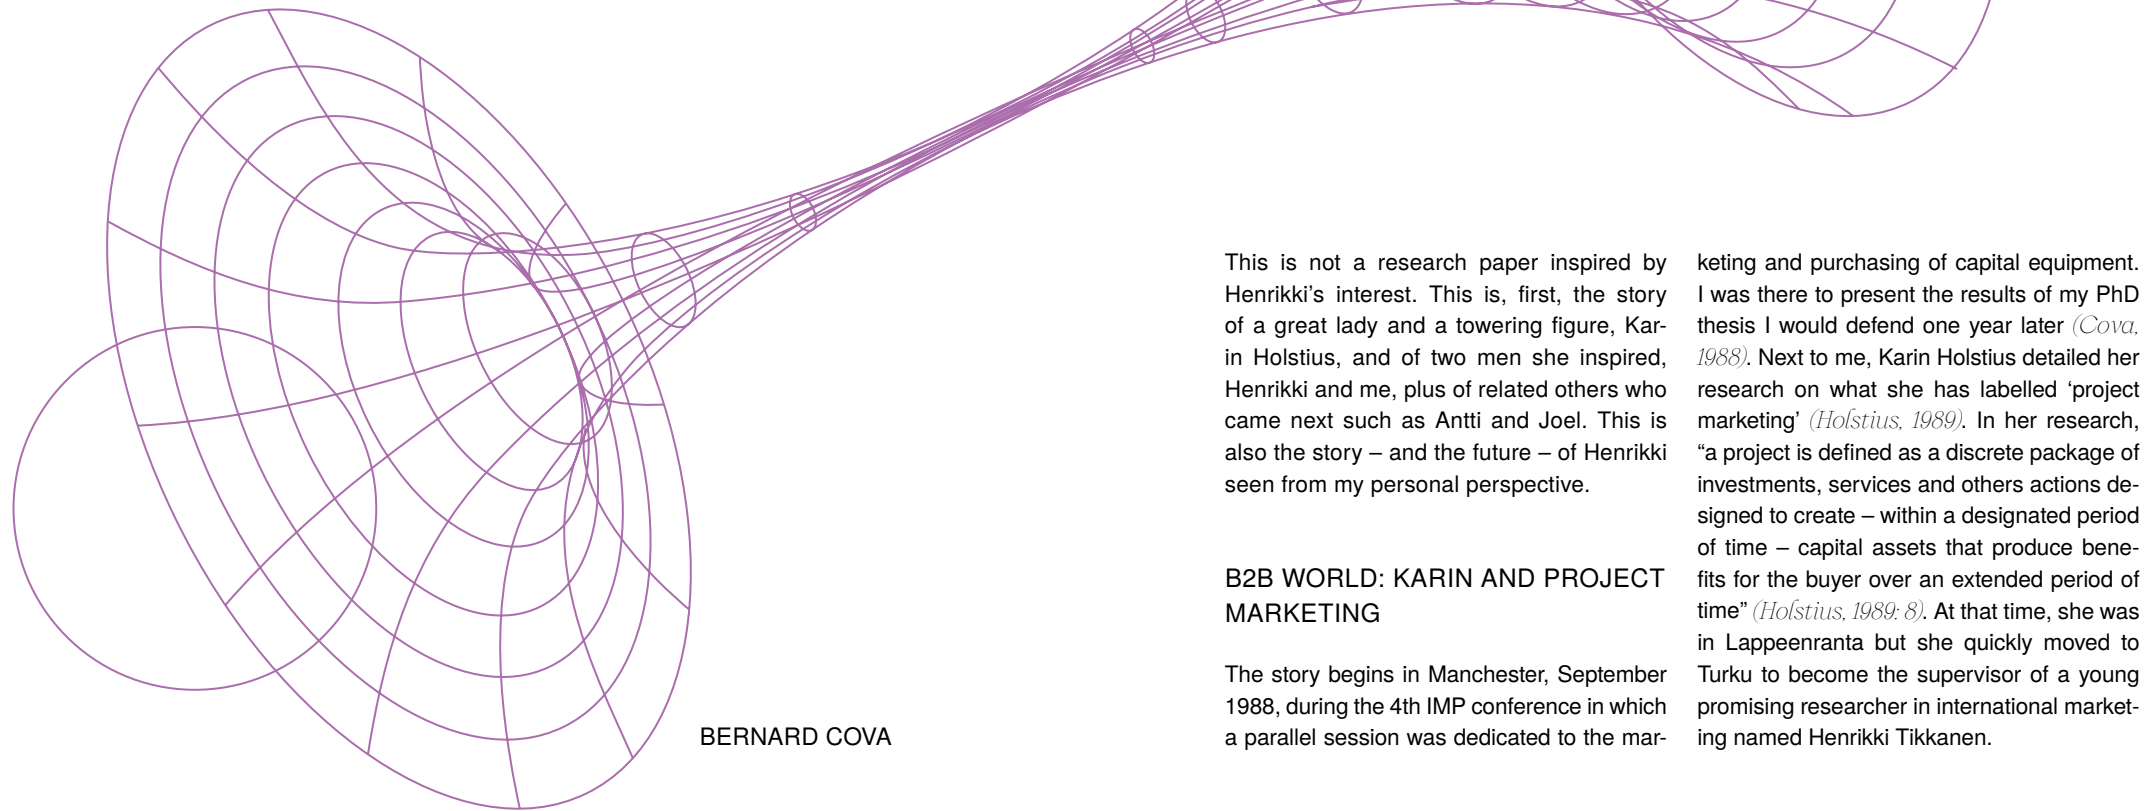 BERNARD COVA
This is not a research paper inspired by
Henrikki's interest. This is, first, the story
of a great lady and a towering figure, Kar-
in Holstius, and of two men she inspired,
Henrikki and me, plus of related others who
came next such as Antti and Joel. This is
also the story – and the future – of Henrikki
seen from my personal perspective.
B2B WORLD: KARIN AND PROJECT
MARKETING
The story begins in Manchester, September
1988, during the 4th IMP conference in which
a parallel session was dedicated to the mar-
keting and purchasing of capital equipment.
I was there to present the results of my PhD
thesis I would defend one year later (Cova,
1988). Next to me, Karin Holstius detailed her
research on what she has labelled ‘project
marketing’ (Holstius, 1989). In her research,
“a project is defined as a discrete package of
investments, services and others actions de-
signed to create – within a designated period
of time – capital assets that produce bene-
fits for the buyer over an extended period of
time” (Holstius, 1989: 8). At that time, she was
in Lappeenranta but she quickly moved to
Turku to become the supervisor of a young
promising researcher in international market-
ing named Henrikki Tikkanen.